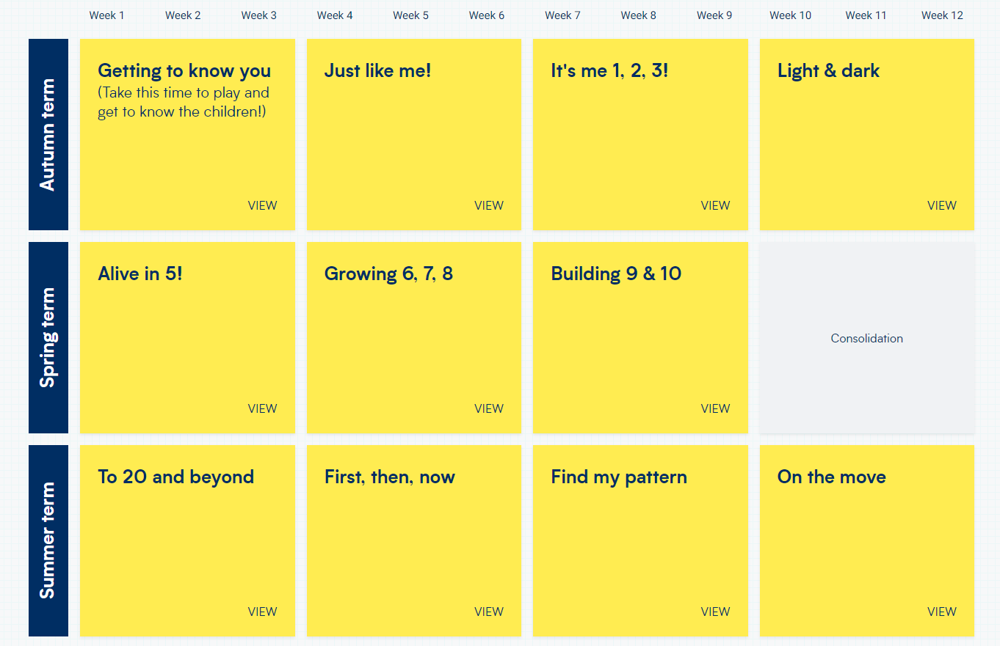 Week 1 Week 2 Week 3 Week 4 Week 5 Week 6 Week 7 Week 8 Week 9 Week 10 Week 11 Week 12
Autumn term
Getting to know you
(Take this time to play and
get to know the children!)
VIEW
Just like me!
VIEW
It's me 1, 2, 3!
VIEW
Light & dark
VIEW
Spring term
Alive in 5!
VIEW
Growing 6, 7, 8
VIEW
Building 9 & 10
VIEW
Consolidation
Summer term
To 20 and beyond
VIEW
First, then, now
VIEW
Find my pattern
VIEW
On the move
VIEW